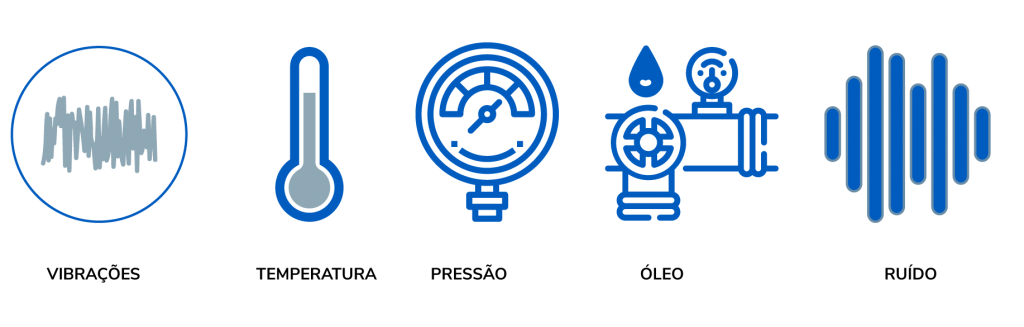 VIBRAÇÕES
TEMPERATURA
PRESSÃO
ÓLEO
RUÍDO